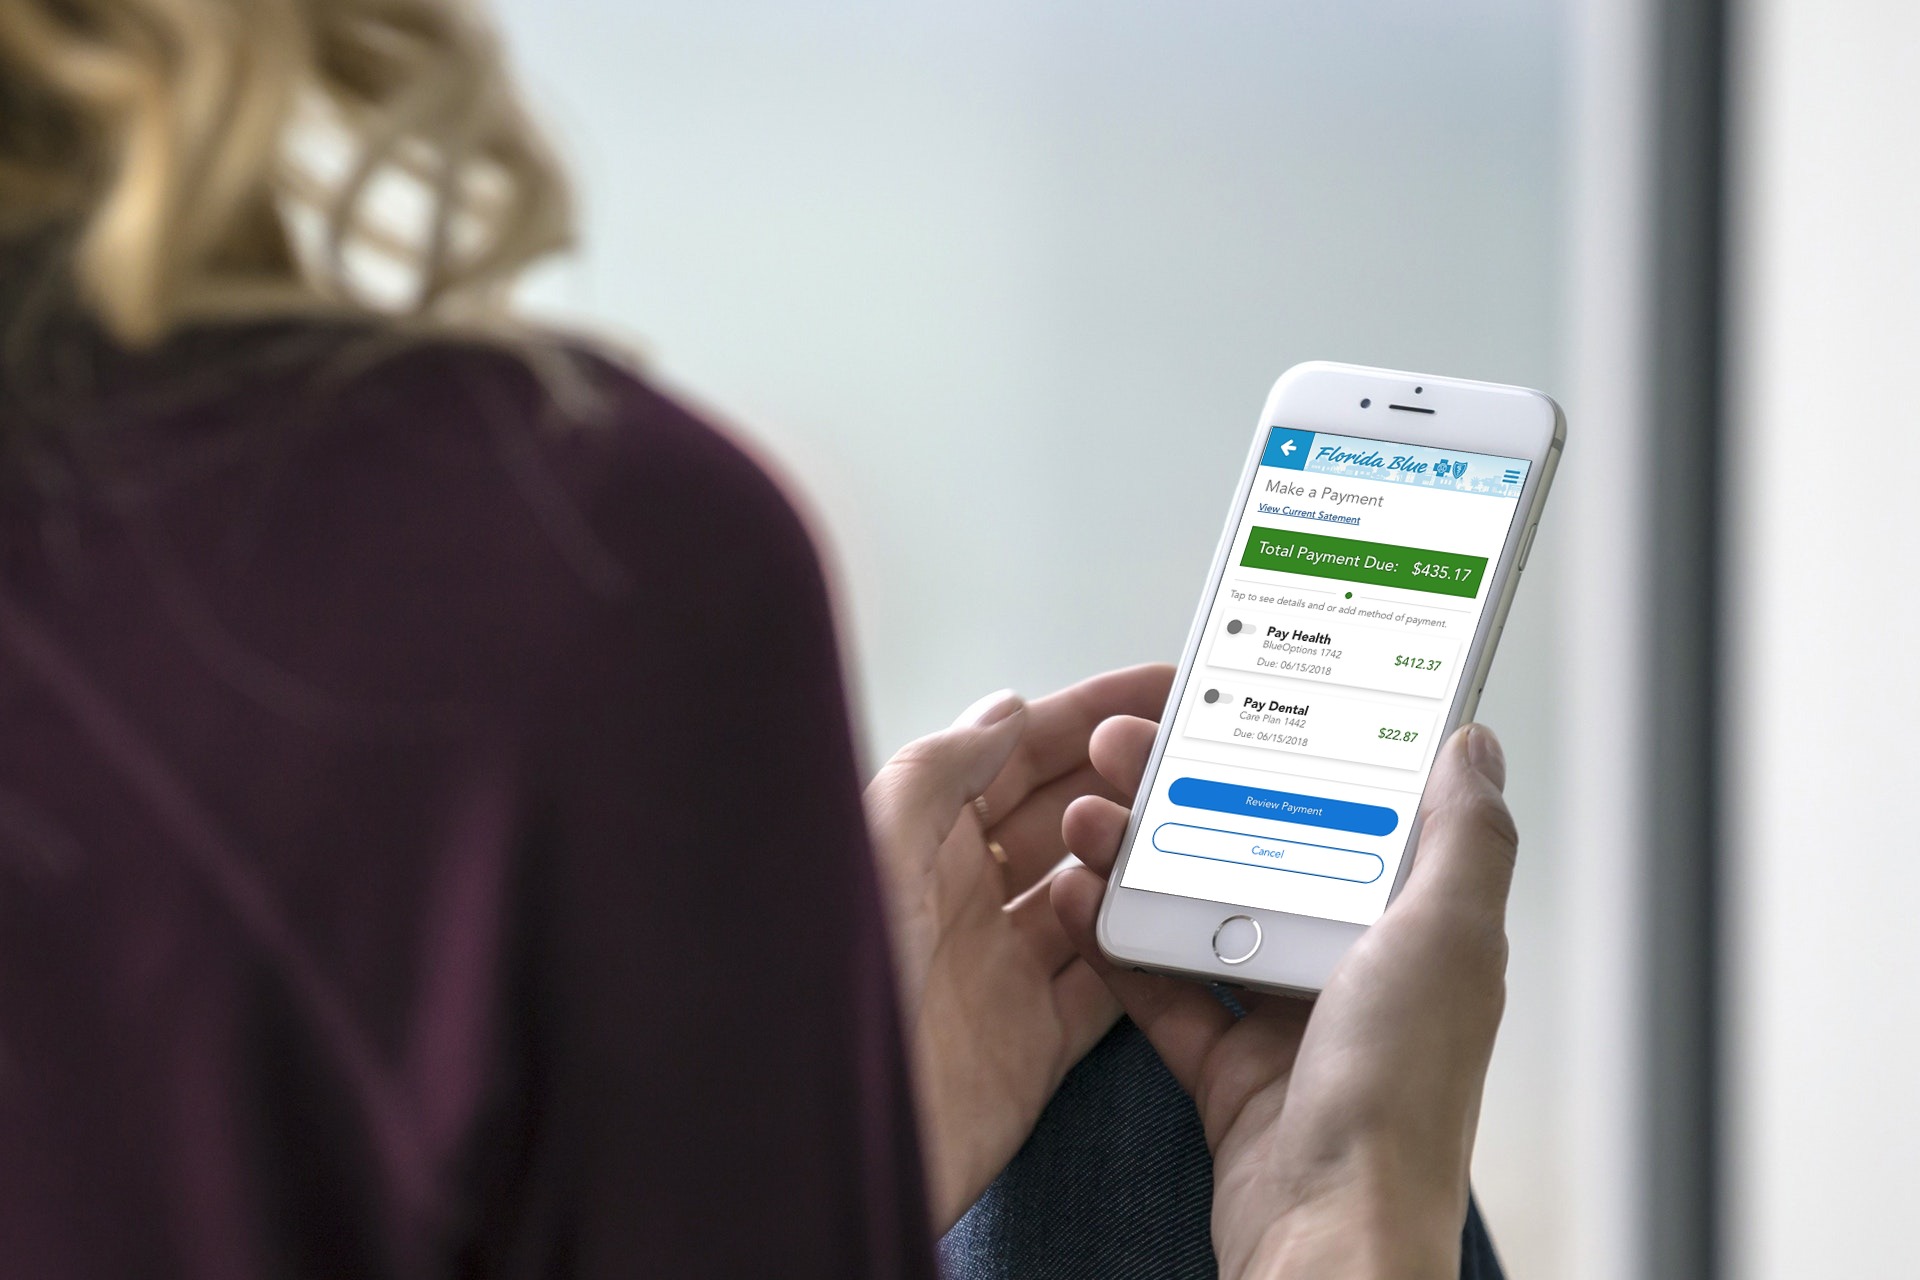 Florida Blue
Make a Payment
View Current Satement
Total Payment Due: $435.17
Tap to see details and or add method of payment.
Pay Health
BlueOptions 1742
$412.37
Due: 06/15/2018
Pay Dental
Care Plan 1442
$22.87
Due: 06/15/2018
Review Payment
Cancel